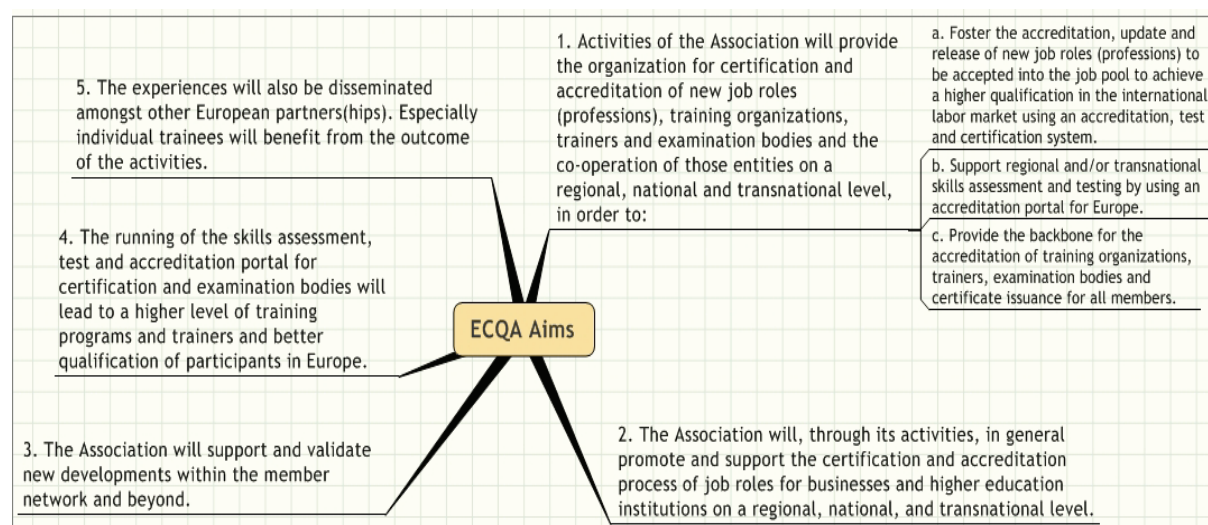 1. Activities of the Association will provide
the organization for certification and
accreditation of new job roles
(professions), training organizations,
trainers and examination bodies and the
co-operation of those entities on a
regional, national and transnational level,
in order to:
a. Foster the accreditation, update and
release of new job roles (professions) to
be accepted into the job pool to achieve
a higher qualification in the international
labor market using an accreditation, test
and certification system.
b. Support regional and/or transnational
skills assessment and testing by using an
accreditation portal for Europe.
c. Provide the backbone for the
accreditation of training organizations,
trainers, examination bodies and
certificate issuance for all members.
5. The experiences will also be disseminated
amongst other European partners(hips). Especially
individual trainees will benefit from the outcome
of the activities.
4. The running of the skills assessment,
test and accreditation portal for
certification and examination bodies will
lead to a higher level of training
programs and trainers and better
qualification of participants in Europe.
ECQA Aims
3. The Association will support and validate
new developments within the member
network and beyond.
2. The Association will, through its activities, in general
promote and support the certification and accreditation
process of job roles for businesses and higher education
institutions on a regional, national, and transnational level.